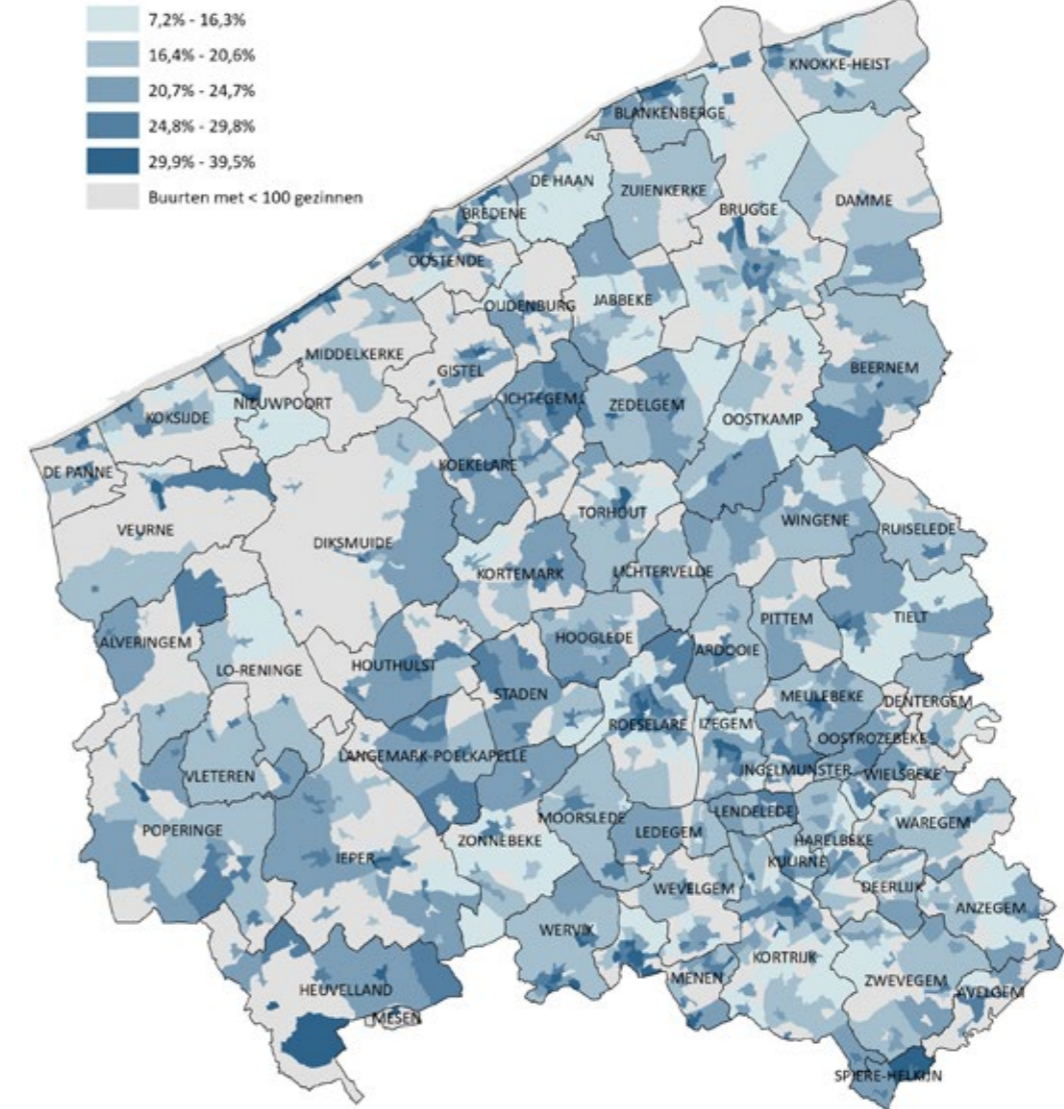 7,2% - 16,3%
16,4% - 20,6%
20,7% - 24,7%
24,8% - 29,8%
29,9% - 39,5%
Buurten met < 100 gezinnen
KNOKKE-HEIST
BLANKENBERGE
DE HAAN
ZUIENKERKE
DAMME
BREDENE
BRUGGE
OOSTENDE
OUDENBURG
JABBEKE
MIDDELKERKE
GISTEL
BEERNEM
ICHTEGEM
ZEDELGEM
NIEUWPOORT
KOKSIJDE
OOSTKAMP
DE PANNE
KOEKELARE
TORHOUT
WINGENE
VEURNE
RUISELEDE
DIKSMUIDE
KORTEMARK
LICHTERVELDE
TIELT
PITTEM
ALVERINGEM
HOOGLEDE
ARDOOIE
LO-RENINGE
HOUTHULST
STADEN
MEULEBEKE
DENTERGEM
ROESELARE
IZEGEM
OOSTROZEBEKE
LANGEMARK-POELKAPELLE
INGELMUNSTER
WIELSBEKE
VLETEREN
LENDELEDE
MOORSLEDE
WAREGEM
POPERINGE
LEDEGEM
ZONNEBEKE
HARELBEKE
IEPER
KUURNE
WEVELGEM
DEERLIJK
ANZEGEM
WERVIK
KORTRIJK
MENEN
ZWEVEGEM
HEUVELLAND
AVELGEM
MESEN
SPIERE-HELKIJN